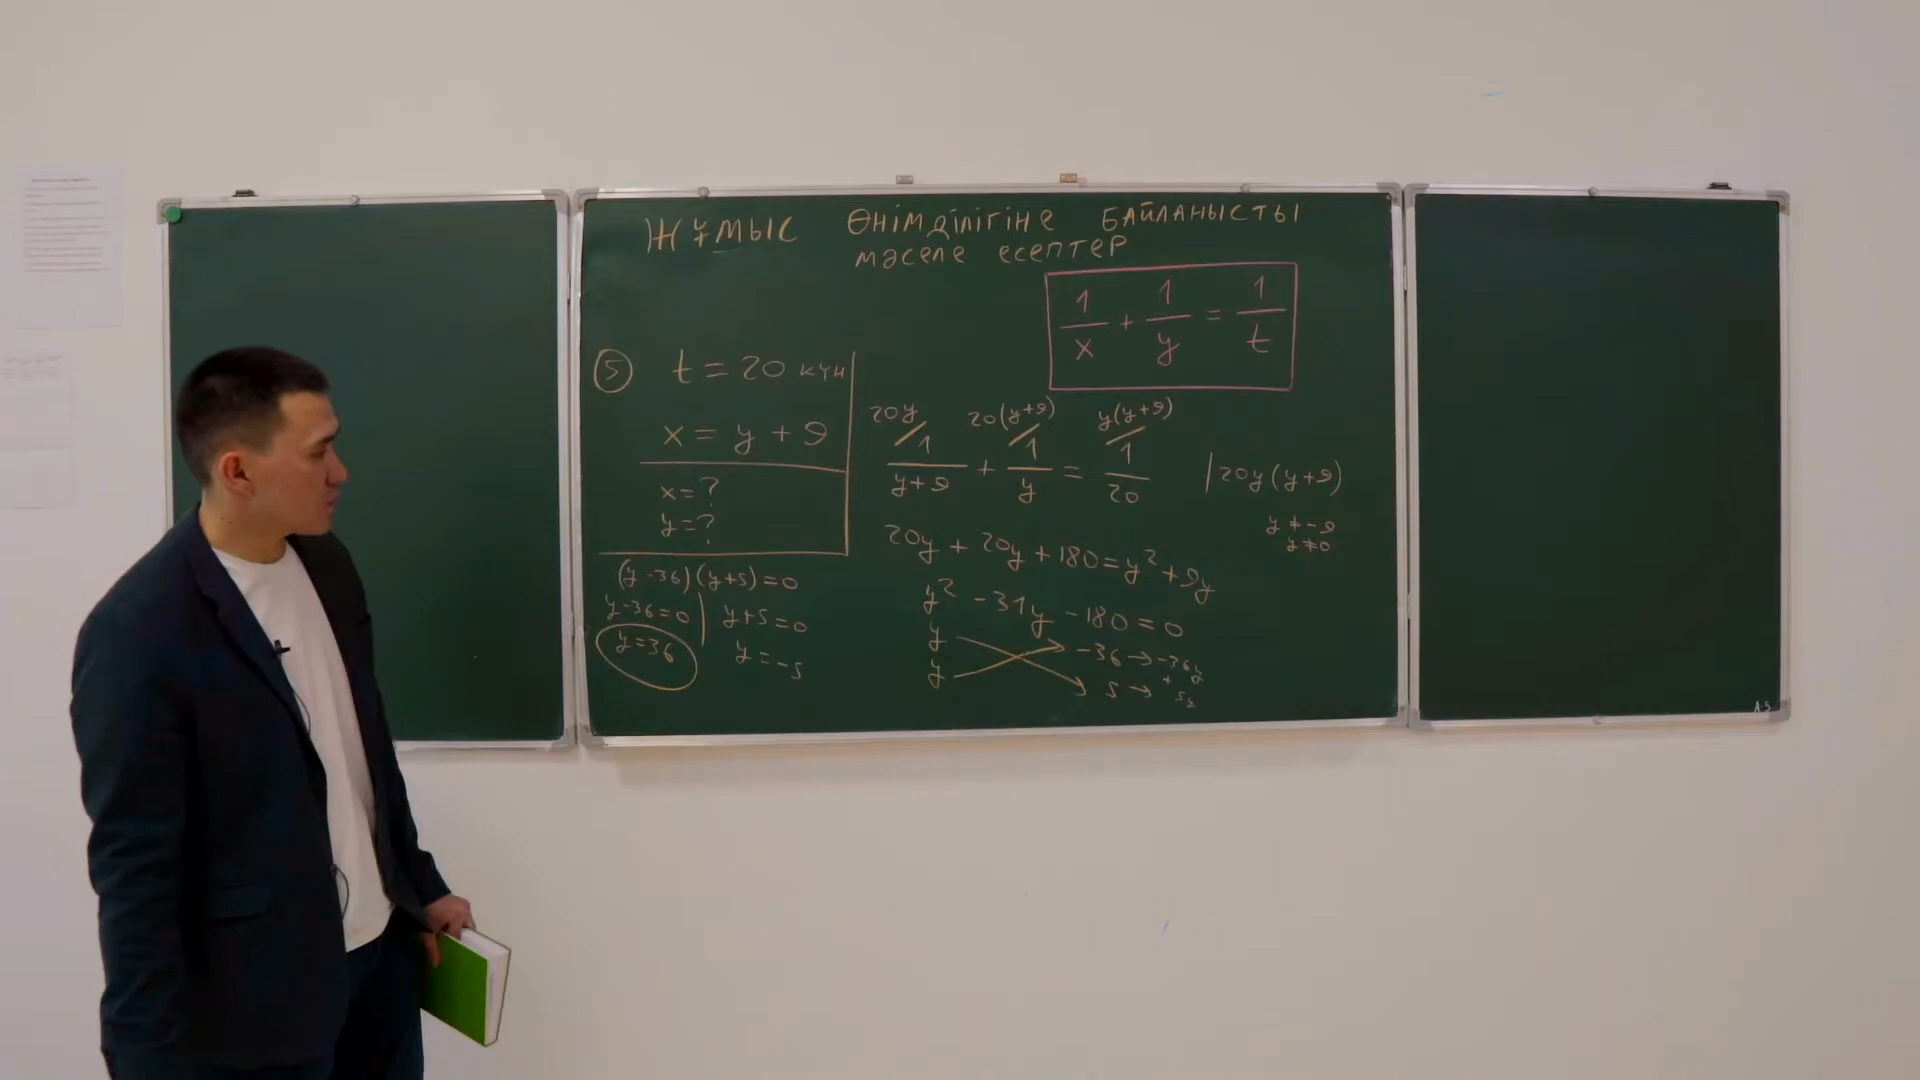 ЖҰМЫС ӨНІМДІЛІГІНЕ БАЙЛАНЫСТЫ
МӘСЕЛЕ ЕСЕПТЕР
1/x + 1/y = 1/t
5 t = 20 күн
x = y + 9
x = ?
y = ?
20y 20(y+9) y(y+9)
1/(y+9) + 1/y = 1/20 |20y(y+9)
y ≠ -9
y ≠ 0
20y + 20y + 180 = y² + 9y
y² - 31y - 180 = 0
y -36 → -36y
+
y 5 → 5y
(y-36)(y+5)=0
y-36=0 | y+5=0
y=36 y=-5
A-5